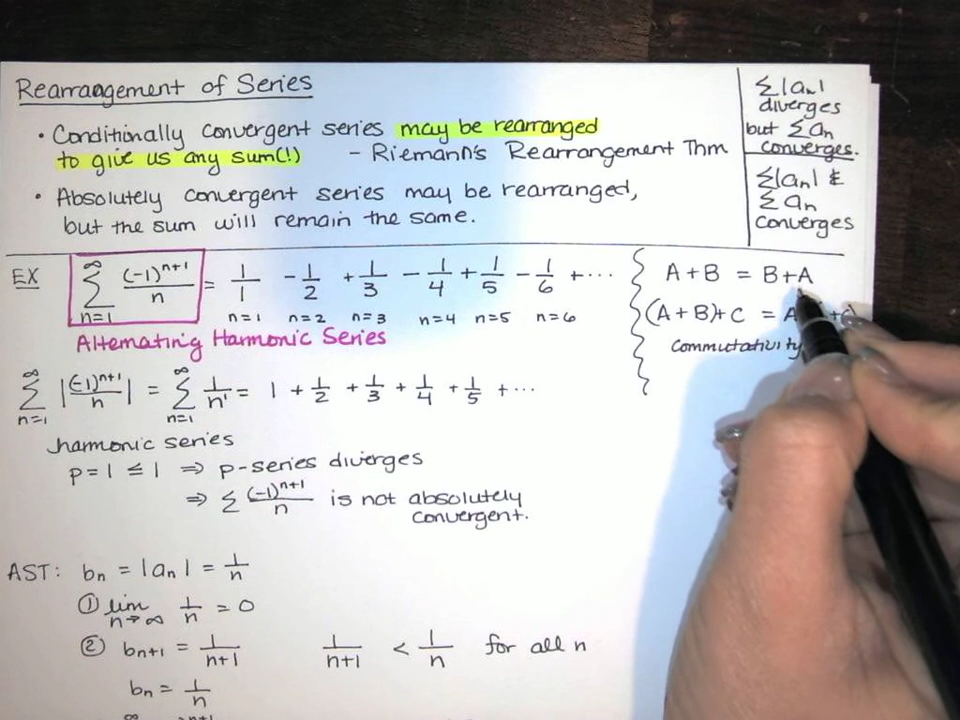 Rearrangement of Series
• Conditionally convergent series may be rearranged
to give us any sum(!) – Riemann's Rearrangement Thm
• Absolutely convergent series may be rearranged,
but the sum will remain the same.
Σ|aₙ|
diverges
but Σaₙ
converges.
Σ|aₙ| &
Σaₙ
converges
EX ∞ Σ n=1 (-1)ⁿ⁺¹/n = 1/1 - 1/2 + 1/3 - 1/4 + 1/5 - 1/6 + ...
n=1 n=2 n=3 n=4 n=5 n=6
Alternating Harmonic Series
A+B = B+A
(A+B)+C = A
commutativity
∞ Σ n=1 |(-1)ⁿ⁺¹/n| = ∞ Σ n=1 1/n¹ = 1 + 1/2 + 1/3 + 1/4 + 1/5 + ...
harmonic series
p = 1 ≤ 1 ⇒ p-series diverges
⇒ Σ (-1)ⁿ⁺¹/n is not absolutely
convergent.
AST: bₙ = |aₙ| = 1/n
① lim n→∞ 1/n = 0
② bₙ₊₁ = 1/(n+1) 1/(n+1) < 1/n for all n
bₙ = 1/n